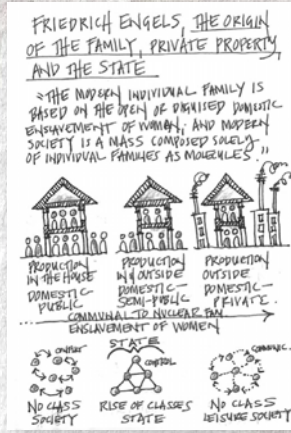 FRIEDRICH ENGELS, THE ORIGIN
OF THE FAMILY, PRIVATE PROPERTY
AND THE STATE
"THE MODERN INDIVIDUAL FAMILY IS
BASED ON THE OPEN OF DISGUISED DOMESTIC
ENSLAVEMENT OF WOMEN, AND MODERN
SOCIETY IS A MASS COMPOSED SOLELY
OF INDIVIDUAL FAMILIES AS MOLECULES."
PRODUCTION
IN THE HOUSE
DOMESTIC-
PUBLIC
PRODUCTION
IN/OUTSIDE
DOMESTIC-
SEMI-PUBLIC
PRODUCTION
OUTSIDE
DOMESTIC-
PRIVATE.
COMMUNAL TO NUCLEAR FAM
ENSLAVEMENT OF WOMEN
CONFLICT
NO CLASS
SOCIETY
STATE
CONTROL
RISE OF CLASSES
STATE
NO CLASS
LEISURE SOCIETY